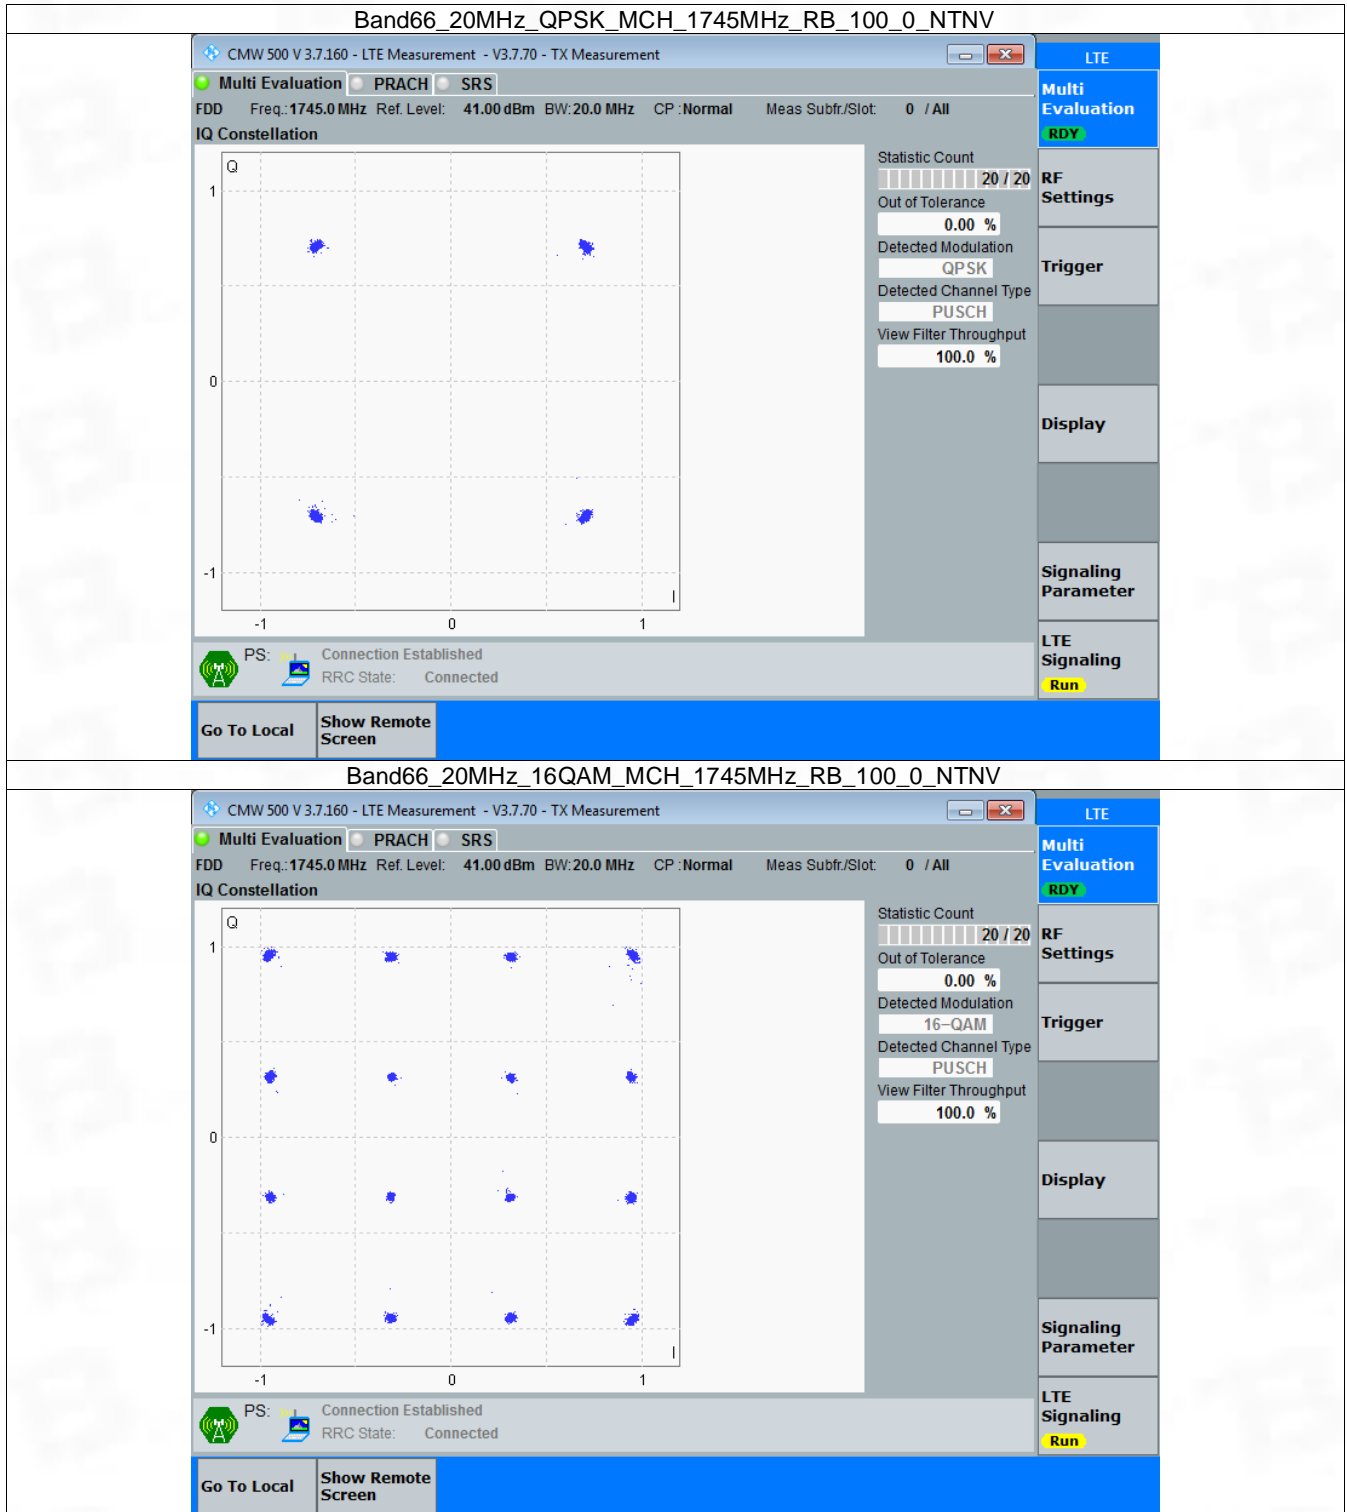 Band66_20MHz_QPSK_MCH_1745MHz_RB_100_0_NTNV
CMW 500 V 3.7.160 - LTE Measurement - V3.7.70 - TX Measurement
LTE
Multi Evaluation PRACH SRS
FDD Freq.: 1745.0 MHz Ref. Level: 41.00 dBm BW: 20.0 MHz CP : Normal Meas Subfr./Slot: 0 / All
IQ Constellation
Q
1
0
-1
I
-1 0 1
Statistic Count
20 / 20
Out of Tolerance
0.00 %
Detected Modulation
QPSK
Detected Channel Type
PUSCH
View Filter Throughput
100.0 %
Multi
Evaluation
RDY
RF
Settings
Trigger
Display
Signaling
Parameter
LTE
Signaling
Run
PS: Connection Established
RRC State: Connected
Go To Local
Show Remote
Screen
Band66_20MHz_16QAM_MCH_1745MHz_RB_100_0_NTNV
CMW 500 V 3.7.160 - LTE Measurement - V3.7.70 - TX Measurement
LTE
Multi Evaluation PRACH SRS
FDD Freq.: 1745.0 MHz Ref. Level: 41.00 dBm BW: 20.0 MHz CP : Normal Meas Subfr./Slot: 0 / All
IQ Constellation
Q
1
0
-1
I
-1 0 1
Statistic Count
20 / 20
Out of Tolerance
0.00 %
Detected Modulation
16-QAM
Detected Channel Type
PUSCH
View Filter Throughput
100.0 %
Multi
Evaluation
RDY
RF
Settings
Trigger
Display
Signaling
Parameter
LTE
Signaling
Run
PS: Connection Established
RRC State: Connected
Go To Local
Show Remote
Screen